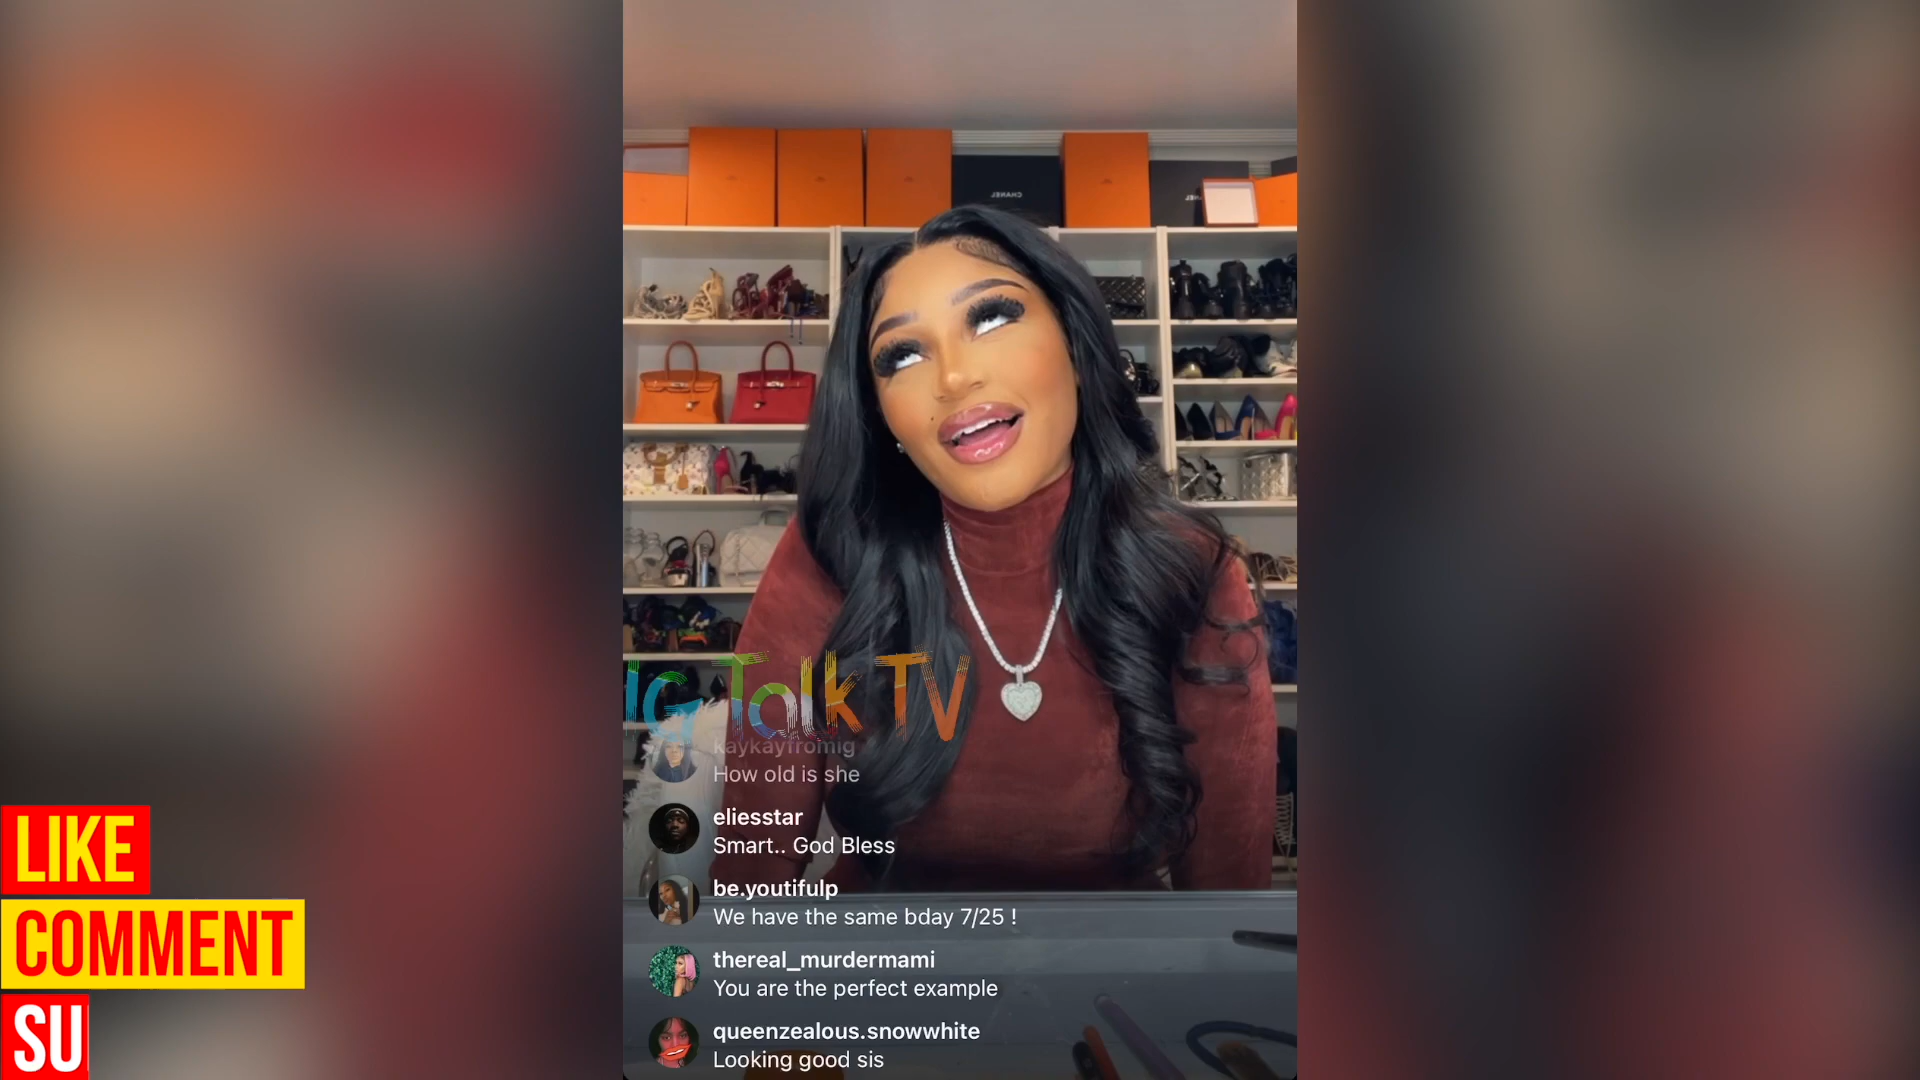 CHANEL
IG Talk TV
kaykayfromig
How old is she
eliesstar
Smart.. God Bless
be.youtifulp
We have the same bday 7/25 !
thereal_murdermami
You are the perfect example
queenzealous.snowwhite
Looking good sis
LIKE
COMMENT
SU